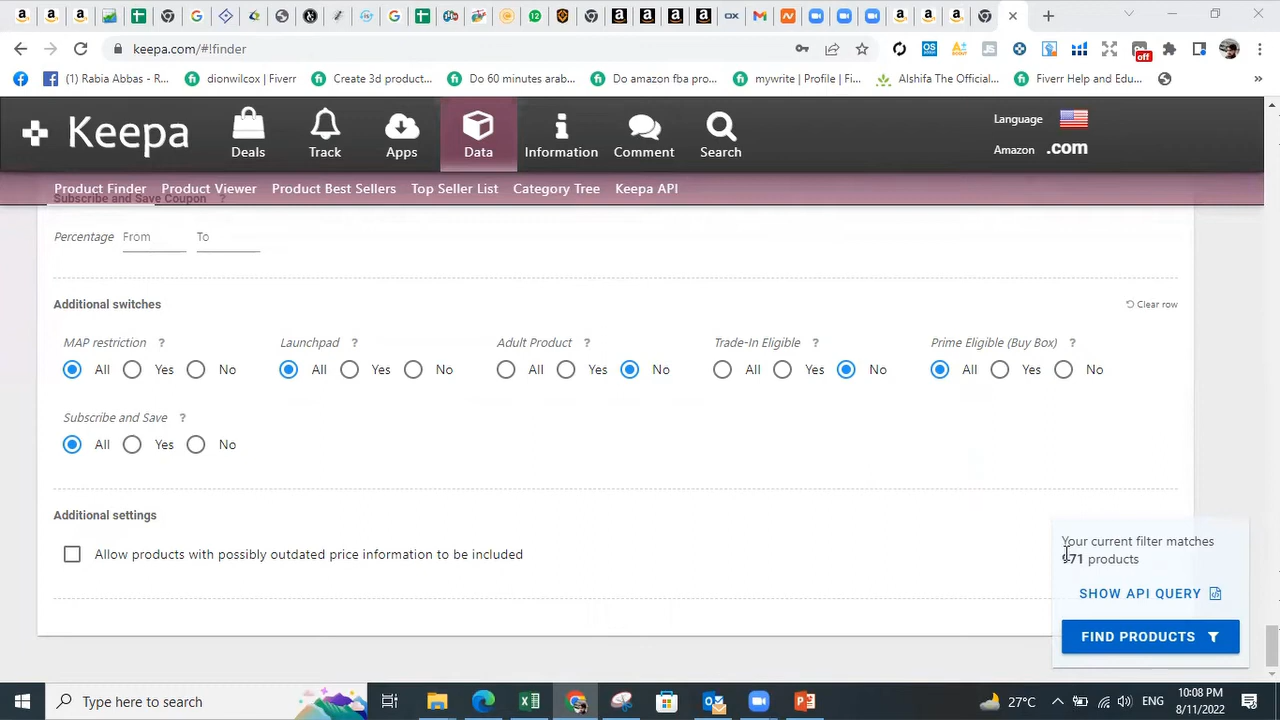 keepa.com/#!finder
off
(1) Rabia Abbas - R...
dionwilcox | Fiverr
Create 3d product...
Do 60 minutes arab...
Do amazon fba pro...
mywrite | Profile | Fi...
Alshifa The Official...
Fiverr Help and Edu...
»
Keepa
Deals
Track
Apps
Data
Information
Comment
Search
Language
Amazon .com
Product Finder
Product Viewer
Product Best Sellers
Top Seller List
Category Tree
Keepa API
Subscribe and Save Coupon ?
Percentage From To
Additional switches
Clear row
MAP restriction ?
All Yes No
Launchpad ?
All Yes No
Adult Product ?
All Yes No
Trade-In Eligible ?
All Yes No
Prime Eligible (Buy Box) ?
All Yes No
Subscribe and Save ?
All Yes No
Additional settings
Allow products with possibly outdated price information to be included
Your current filter matches
products
SHOW API QUERY
FIND PRODUCTS
Type here to search
27°C
ENG
10:08 PM
8/11/2022